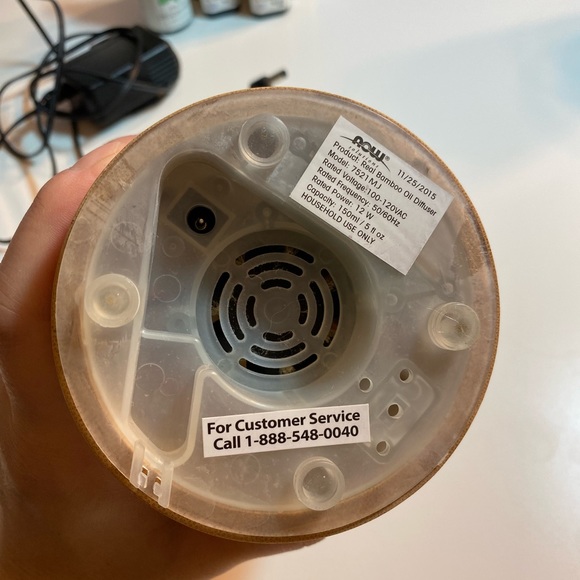 now®
solutions
11/25/2015
Product: Real Bamboo Oil Diffuser
Model: 7521MJ
Rated Voltage:100-120VAC
Rated Frequency: 50/60Hz
Rated Power: 12 W
Capacity: 150ml / 5 fl oz
HOUSEHOLD USE ONLY
For Customer Service
Call 1-888-548-0040